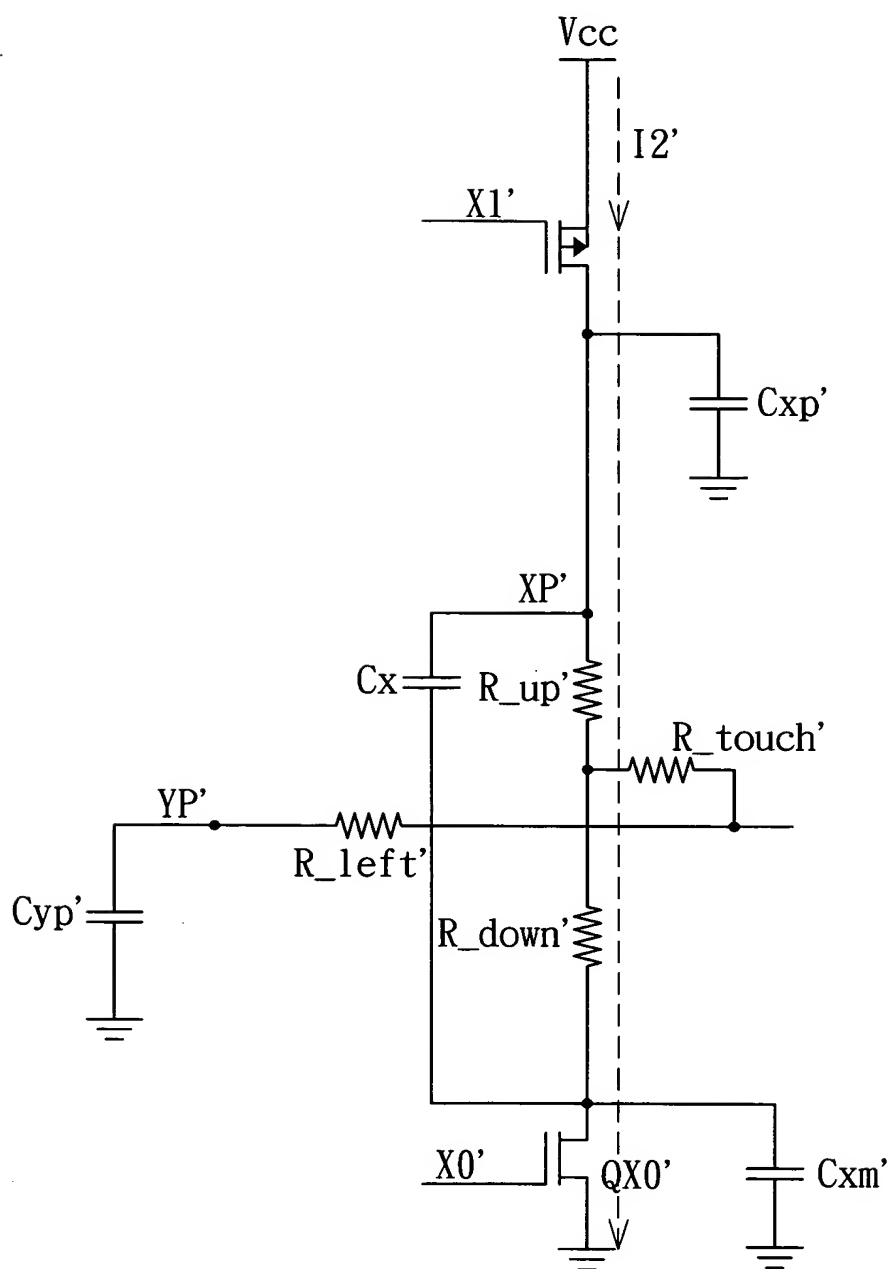 Vcc
I2’
X1’
Cxp’
XP’
Cx
R_up’
R_touch’
YP’
R_left’
Cyp’
R_down’
X0’
QX0’
Cxm’